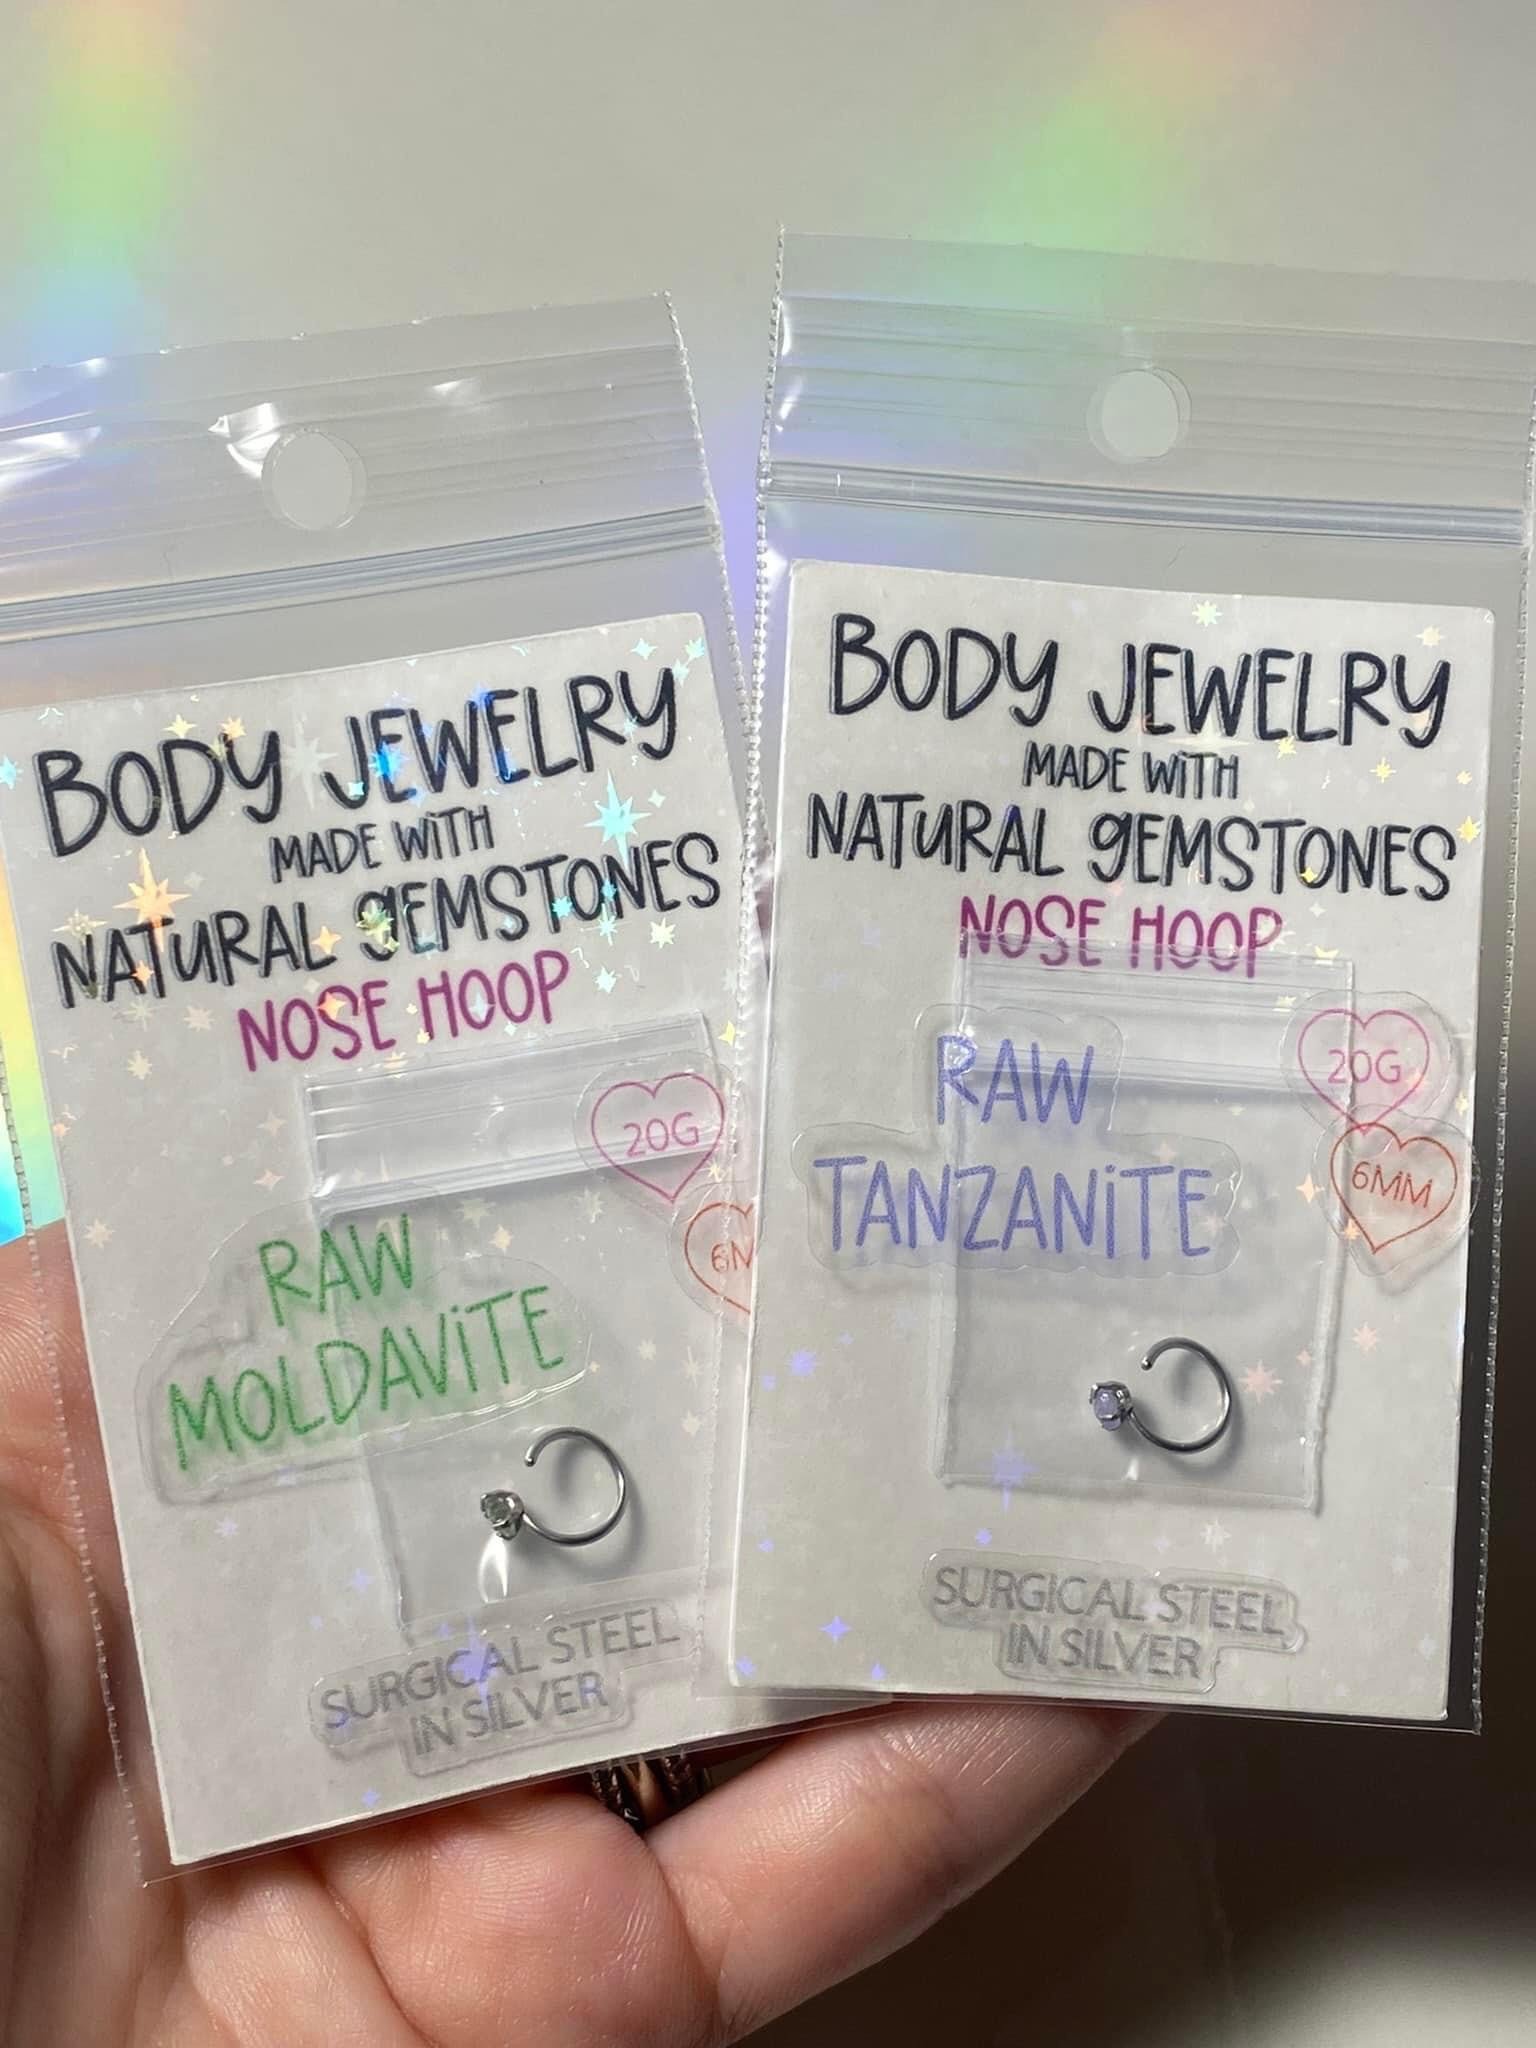 BODY JEWELRY
MADE WiTH
NATURAL GEMSTONES
NOSE HOOP
20G
RAW
MOLDAViTE
SURGICAL STEEL
IN SILVER
BODY JEWELRY
MADE WiTH
NATURAL GEMSTONES
NOSE HOOP
RAW
TANZANiTE
20G
6MM
SURGICAL STEEL
IN SILVER